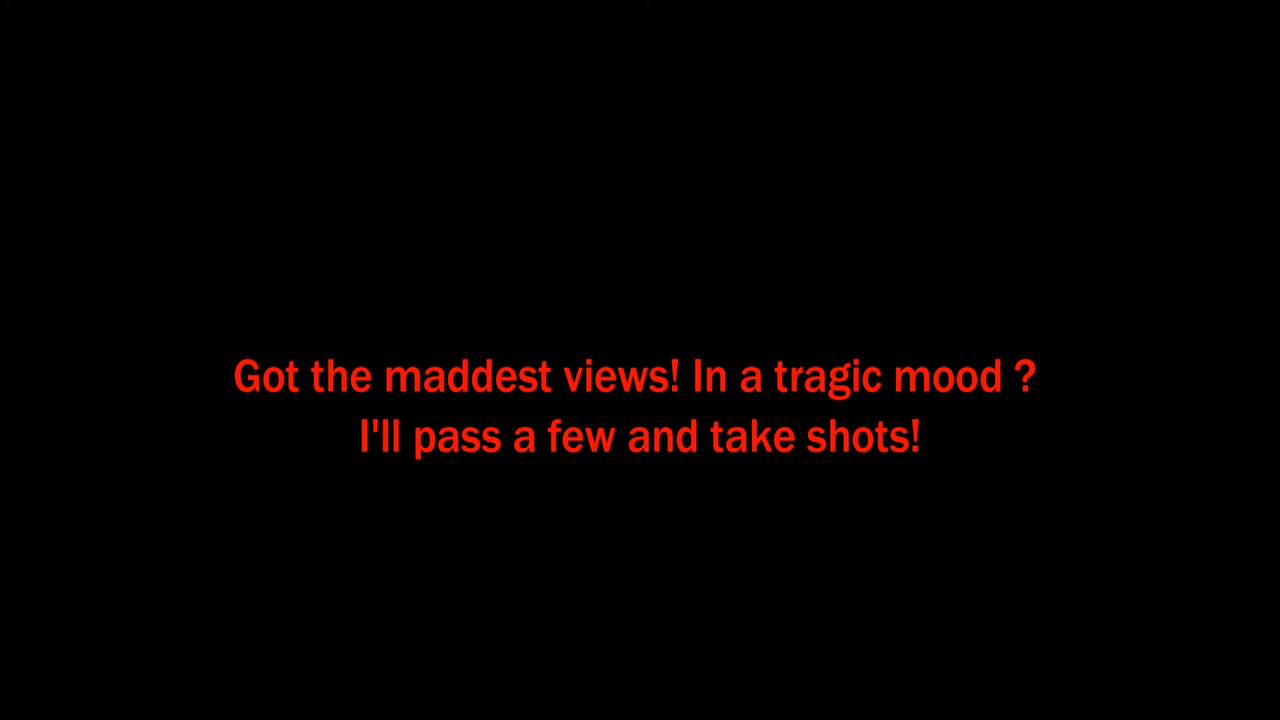 Got the maddest views! In a tragic mood ?
I'll pass a few and take shots!